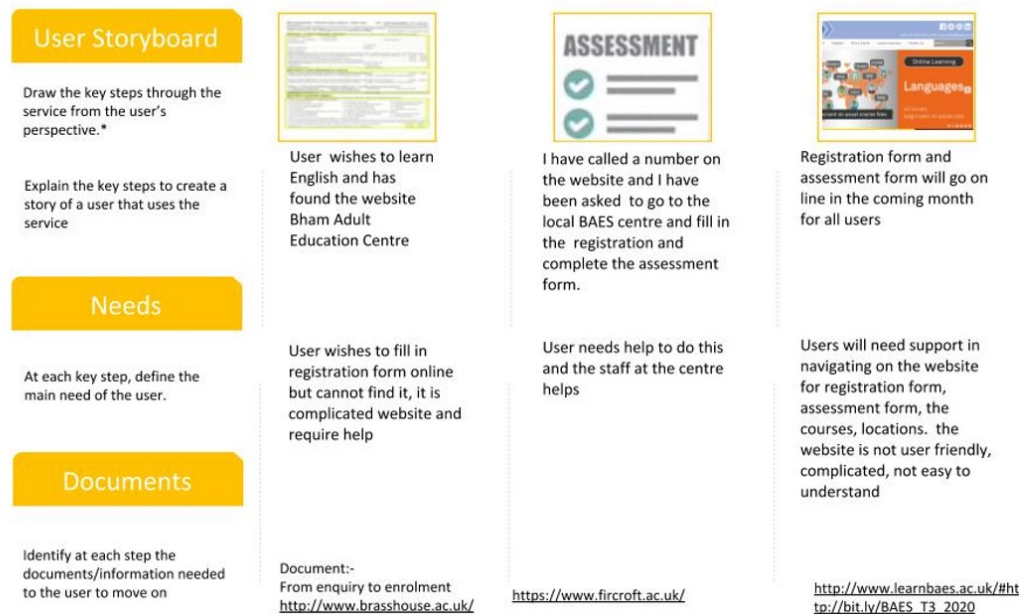 User Storyboard
Draw the key steps through the
service from the user's
perspective.*
Explain the key steps to create a
story of a user that uses the
service
ASSESSMENT
Online Learning
Languages
User wishes to learn
English and has
found the website
Bham Adult
Education Centre
I have called a number on
the website and I have
been asked to go to the
local BAES centre and fill in
the registration and
complete the assessment
form.
Registration form and
assessment form will go on
line in the coming month
for all users
Needs
At each key step, define the
main need of the user.
User wishes to fill in
registration form online
but cannot find it, it is
complicated website and
require help
User needs help to do this
and the staff at the centre
helps
Users will need support in
navigating on the website
for registration form,
assessment form, the
courses, locations. the
website is not user friendly,
complicated, not easy to
understand
Documents
Identify at each step the
documents/information needed
to the user to move on
Document:-
From enquiry to enrolment
http://www.brasshouse.ac.uk/
https://www.fircroft.ac.uk/
http://www.learnbaes.ac.uk/#ht
tp://bit.ly/BAES_T3_2020